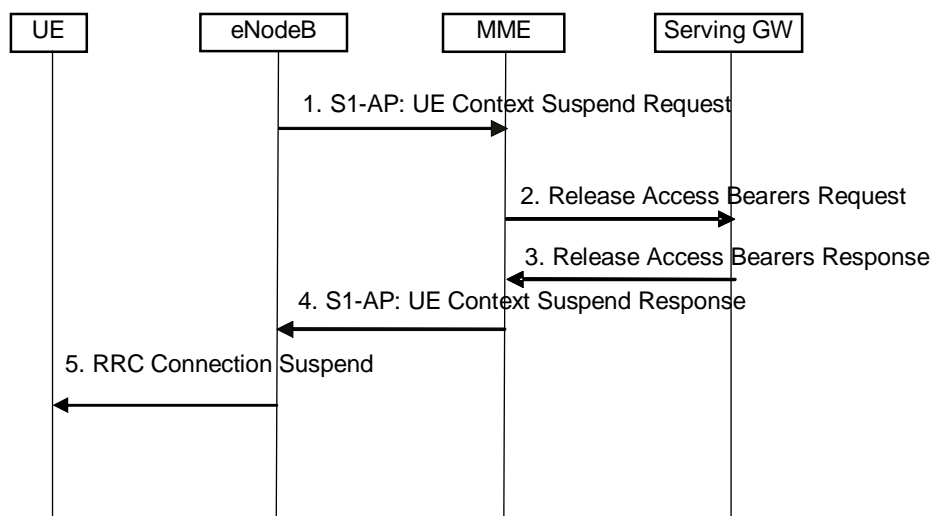 UE
eNodeB
MME
Serving GW
1. S1-AP: UE Context Suspend Request
2. Release Access Bearers Request
3. Release Access Bearers Response
4. S1-AP: UE Context Suspend Response
5. RRC Connection Suspend